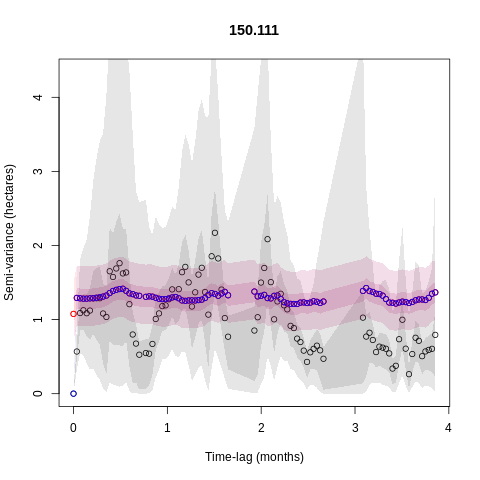 150.111
Semi-variance (hectares)
4
3
2
1
0
0 1 2 3 4
Time-lag (months)